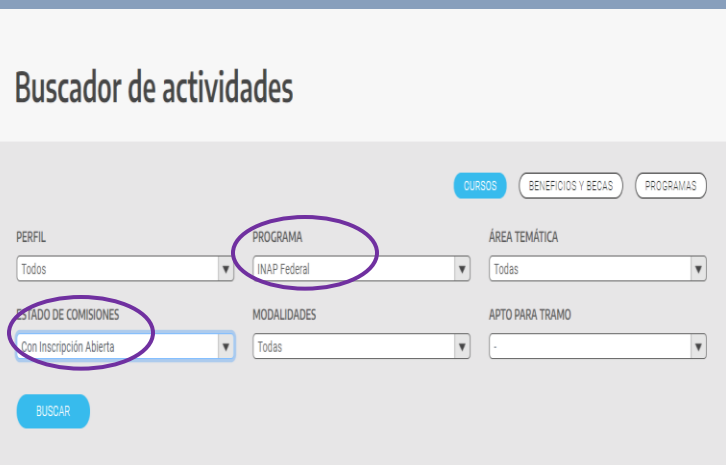 Buscador de actividades
CURSOS BENEFICIOS Y BECAS PROGRAMAS
PERFIL PROGRAMA ÁREA TEMÁTICA
Todos INAP Federal Todas
ESTADO DE COMISIONES MODALIDADES APTO PARA TRAMO
Con Inscripción Abierta Todas -
BUSCAR